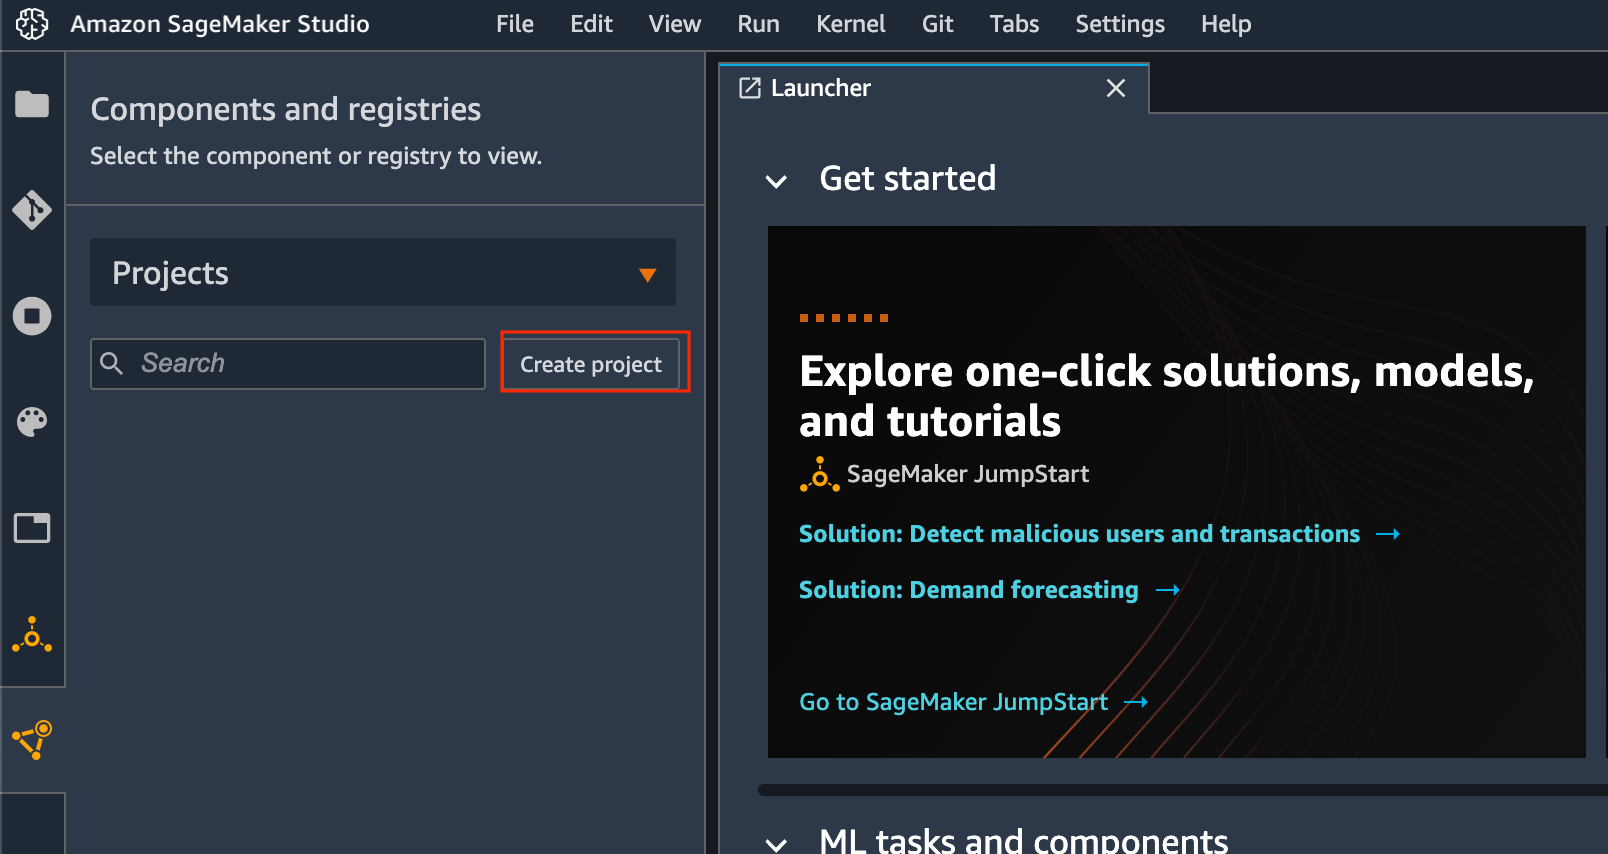 Amazon SageMaker Studio File Edit View Run Kernel Git Tabs Settings Help
Components and registries
Select the component or registry to view.
Projects
Search
Create project
Launcher
Get started
Explore one-click solutions, models,
and tutorials
SageMaker JumpStart
Solution: Detect malicious users and transactions →
Solution: Demand forecasting →
Go to SageMaker JumpStart →
ML tasks and components